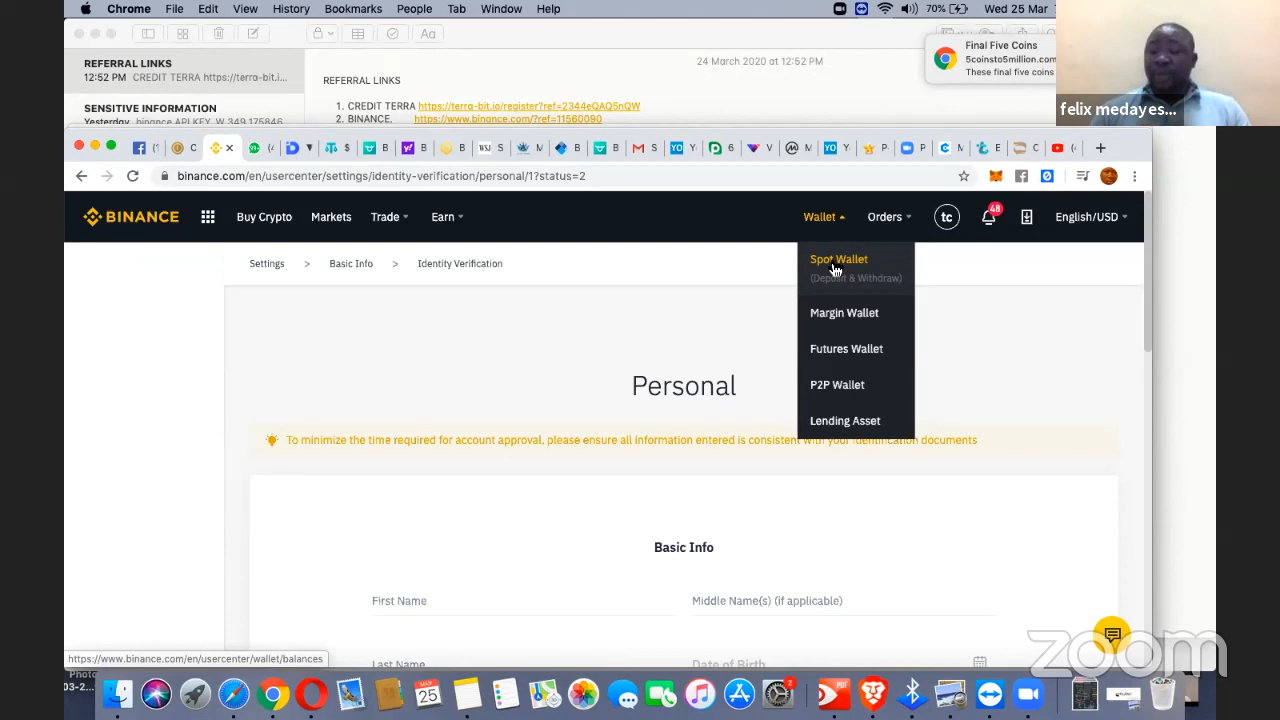 Chrome File Edit View History Bookmarks People Tab Window Help 70% Wed 25 Mar
24 March 2020 at 12:52 PM
REFERRAL LINKS
12:52 PM CREDIT TERRA https://terra-bit.i...
SENSITIVE INFORMATION
REFERRAL LINKS
1. CREDIT TERRA https://terra-bit.io/register?ref=2344eQAQ5nQW
2. BINANCE. https://www.binance.com/?ref=11560090
Final Five Coins
5coinsto5million.com
These final five coins
felix medayes...
binance.com/en/usercenter/settings/identity-verification/personal/1?status=2
BINANCE Buy Crypto Markets Trade Earn Wallet Orders tc 48 English/USD
Settings > Basic Info > Identity Verification
Spot Wallet
(Deposit & Withdraw)
Margin Wallet
Futures Wallet
P2P Wallet
Lending Asset
Personal
To minimize the time required for account approval, please ensure all information entered is consistent with your identification documents
Basic Info
First Name Middle Name(s) (if applicable)
Last Name Date of Birth
https://www.binance.com/en/usercenter/wallet/balances
zoom